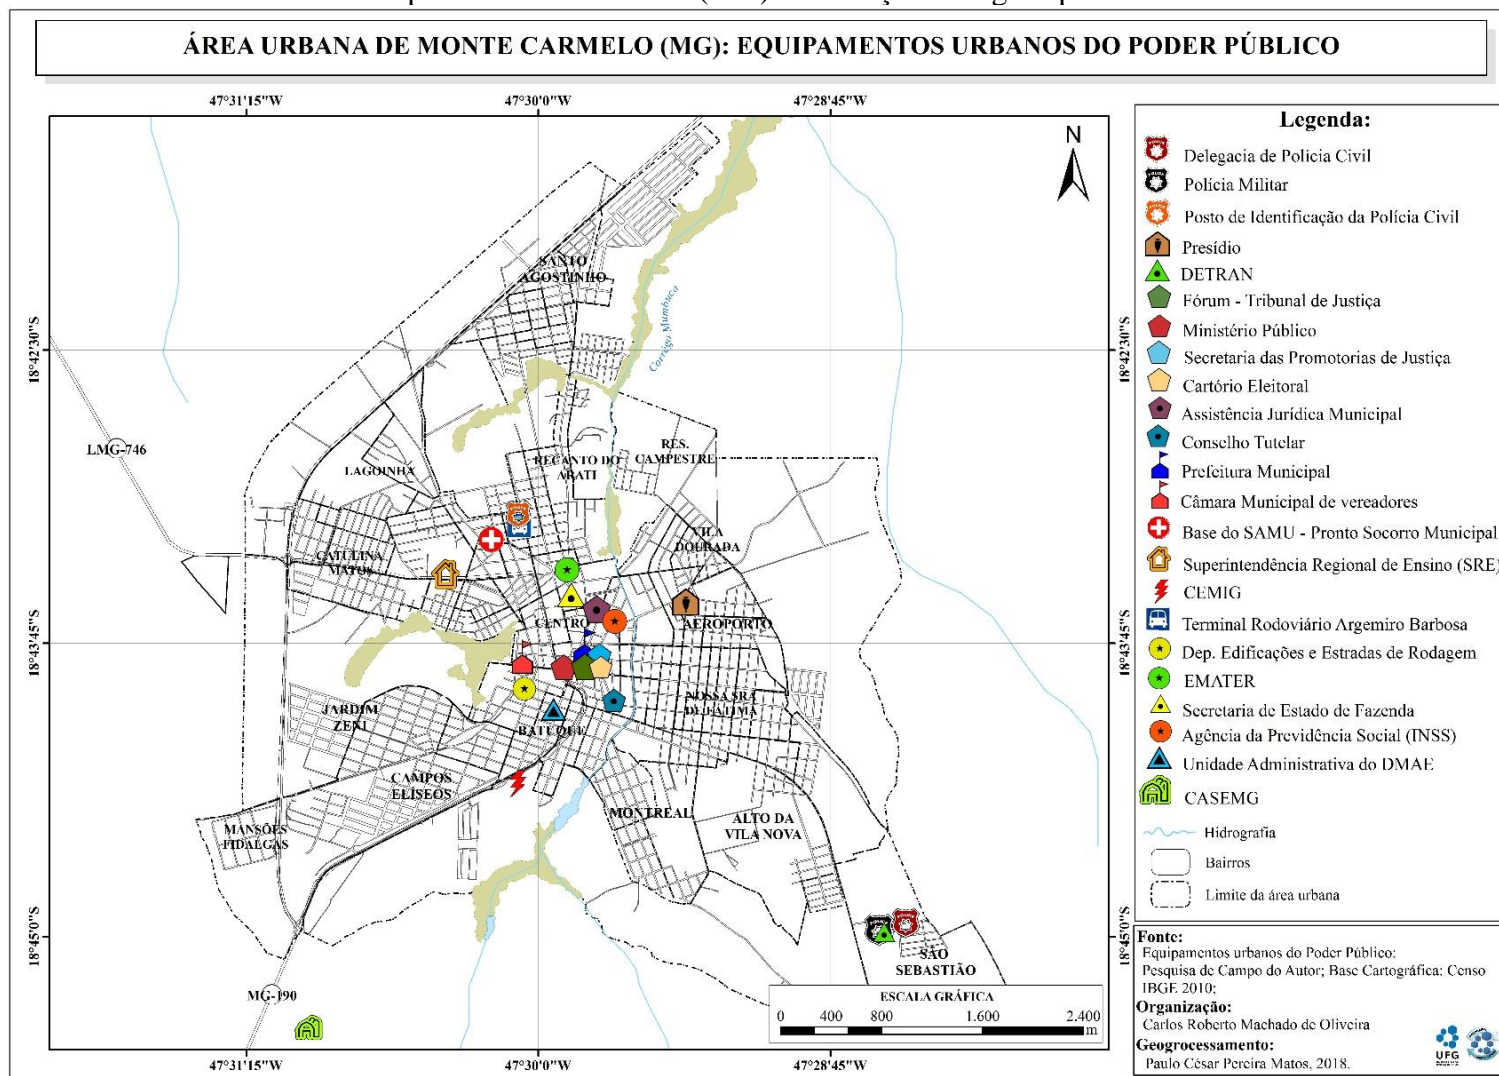 ÁREA URBANA DE MONTE CARMELO (MG): EQUIPAMENTOS URBANOS DO PODER PÚBLICO
47°31'15"W
47°30'0"W
47°28'45"W
18°42'30"S
18°43'45"S
18°45'0"S
N
SANTO
AGOSTINHO
Corrégo Mumbuca
LMG-746
LAGOINHA
RECANTO DO
ARATI
RES.
CAMPESTRE
CATULINA
MATOS
VILA
DOURADA
CENTRO
AEROPORTO
JARDIM
ZENI
NOSSA SRA
DE FÁTIMA
BATUQUE
CAMPOS
ELÍSEOS
MANSÕES
FIDALGAS
MONTREAL
ALTO DA
VILA NOVA
SÃO
SEBASTIÃO
MG-190
ESCALA GRÁFICA
0 400 800 1.600 2.400
m
18°42'30"S
18°43'45"S
18°45'0"S
47°31'15"W
47°30'0"W
47°28'45"W
Legenda:
Delegacia de Polícia Civil
Polícia Militar
Posto de Identificação da Polícia Civil
Presídio
DETRAN
Fórum - Tribunal de Justiça
Ministério Público
Secretaria das Promotorias de Justiça
Cartório Eleitoral
Assistência Jurídica Municipal
Conselho Tutelar
Prefeitura Municipal
Câmara Municipal de vereadores
Base do SAMU - Pronto Socorro Municipal
Superintendência Regional de Ensino (SRE)
CEMIG
Terminal Rodoviário Argemiro Barbosa
Dep. Edificações e Estradas de Rodagem
EMATER
Secretaria de Estado de Fazenda
Agência da Previdência Social (INSS)
Unidade Administrativa do DMAE
CASEMG
Hidrografia
Bairros
Limite da área urbana
Fonte:
Equipamentos urbanos do Poder Público:
Pesquisa de Campo do Autor; Base Cartográfica: Censo
IBGE 2010;
Organização:
Carlos Roberto Machado de Oliveira
Geogrocessamento:
Paulo César Pereira Matos, 2018.
UFG